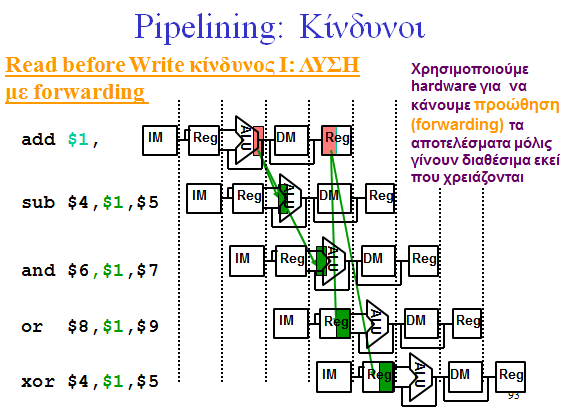 Pipelining: Κίνδυνοι
Read before Write κίνδυνος I: ΛΥΣΗ
με forwarding
Χρησιμοποιούμε
hardware για να
κάνουμε προώθηση
(forwarding) τα
αποτελέσματα μόλις
γίνουν διαθέσιμα εκεί
που χρειάζονται
add $1,
IM Reg ALU DM Reg
sub $4,$1,$5
IM Reg ALU DM Reg
and $6,$1,$7
IM Reg ALU DM Reg
or $8,$1,$9
IM Reg ALU DM Reg
xor $4,$1,$5
IM Reg ALU DM Reg
93